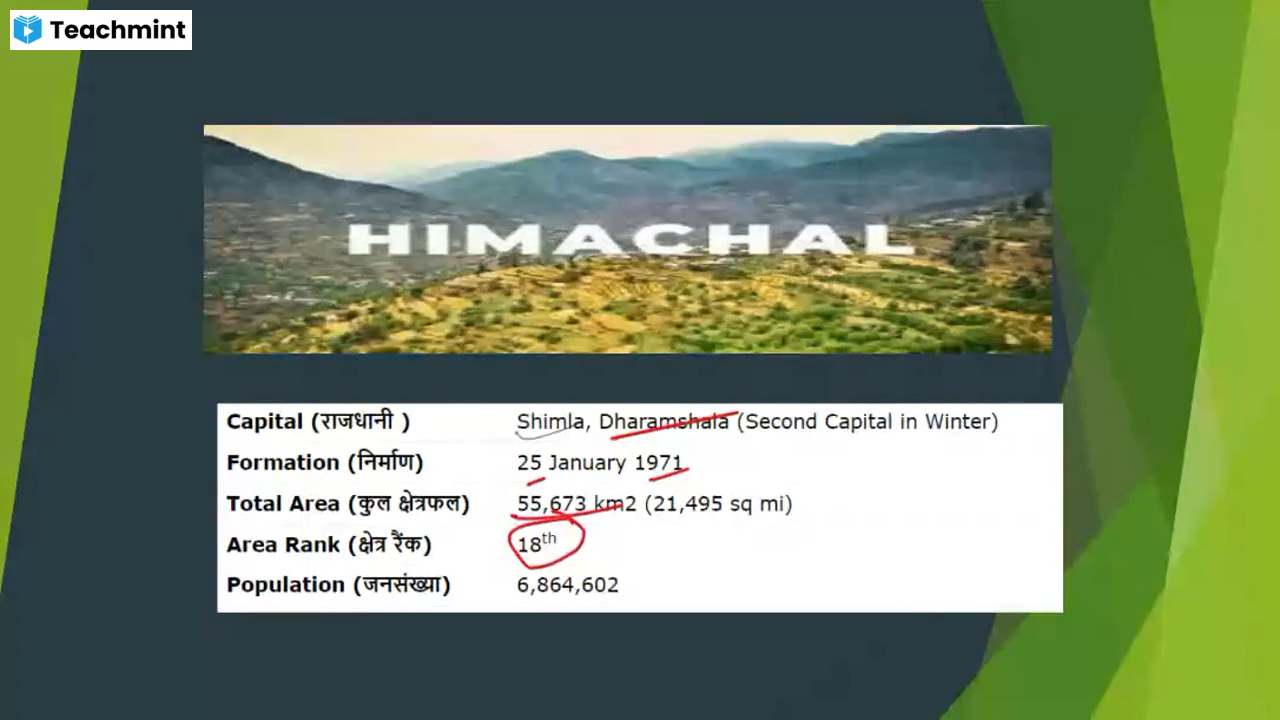 Teachmint
HIMACHAL
Capital (राजधानी ) Shimla, Dharamshala (Second Capital in Winter)
Formation (निर्माण) 25 January 1971
Total Area (कुल क्षेत्रफल) 55,673 km2 (21,495 sq mi)
Area Rank (क्षेत्र रैंक) 18th
Population (जनसंख्या) 6,864,602